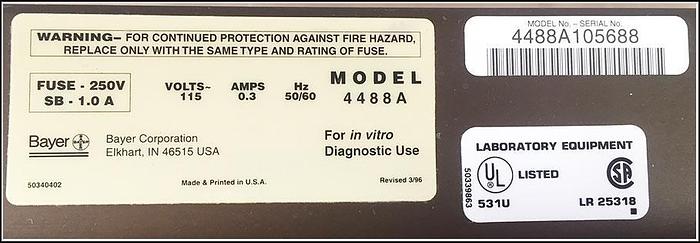 WARNING– FOR CONTINUED PROTECTION AGAINST FIRE HAZARD,
REPLACE ONLY WITH THE SAME TYPE AND RATING OF FUSE.
FUSE - 250V
SB - 1.0 A
VOLTS~
115
AMPS
0.3
Hz
50/60
MODEL
4488A
Bayer
BAYER
Bayer Corporation
Elkhart, IN 46515 USA
For in vitro
Diagnostic Use
50340402
Made & Printed in U.S.A.
Revised 3/96
MODEL No. - SERIAL No.
4488A105688
LABORATORY EQUIPMENT
50339863
UL
LISTED
SA
531U
LR 25318